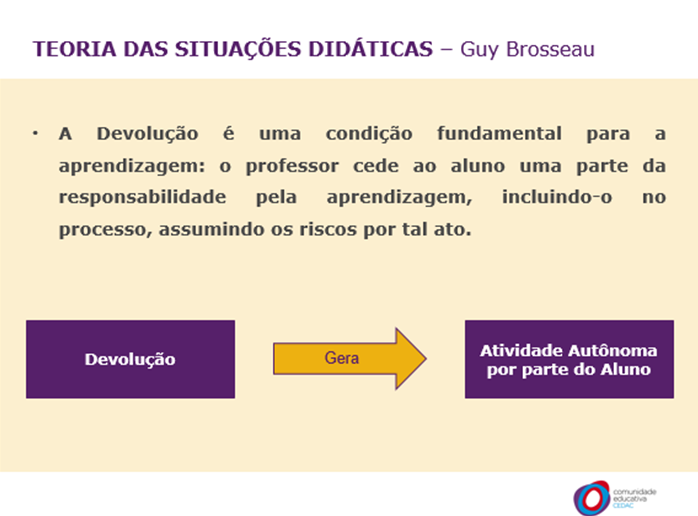 TEORIA DAS SITUAÇÕES DIDÁTICAS – Guy Brosseau
• A Devolução é uma condição fundamental para a
aprendizagem: o professor cede ao aluno uma parte da
responsabilidade pela aprendizagem, incluindo-o no
processo, assumindo os riscos por tal ato.
Devolução
Gera
Atividade Autônoma
por parte do Aluno
comunidade
educativa
CEDAC